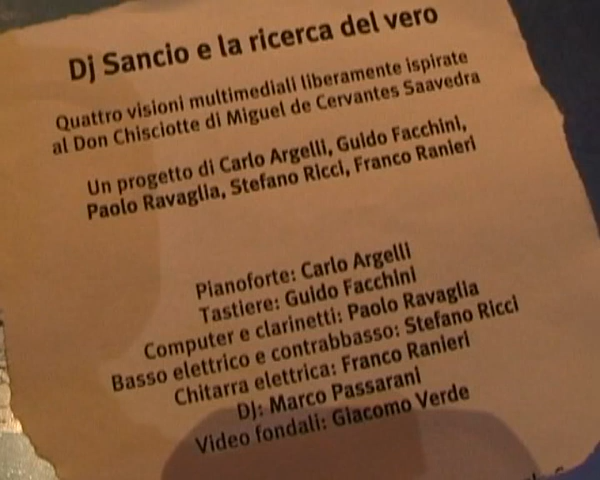 Dj Sancio e la ricerca del vero
Quattro visioni multimediali liberamente ispirate
al Don Chisciotte di Miguel de Cervantes Saavedra
Un progetto di Carlo Argelli, Guido Facchini,
Paolo Ravaglia, Stefano Ricci, Franco Ranieri
Pianoforte: Carlo Argelli
Tastiere: Guido Facchini
Computer e clarinetti: Paolo Ravaglia
Basso elettrico e contrabbasso: Stefano Ricci
Chitarra elettrica: Franco Ranieri
DJ: Marco Passarani
Video fondali: Giacomo Verde